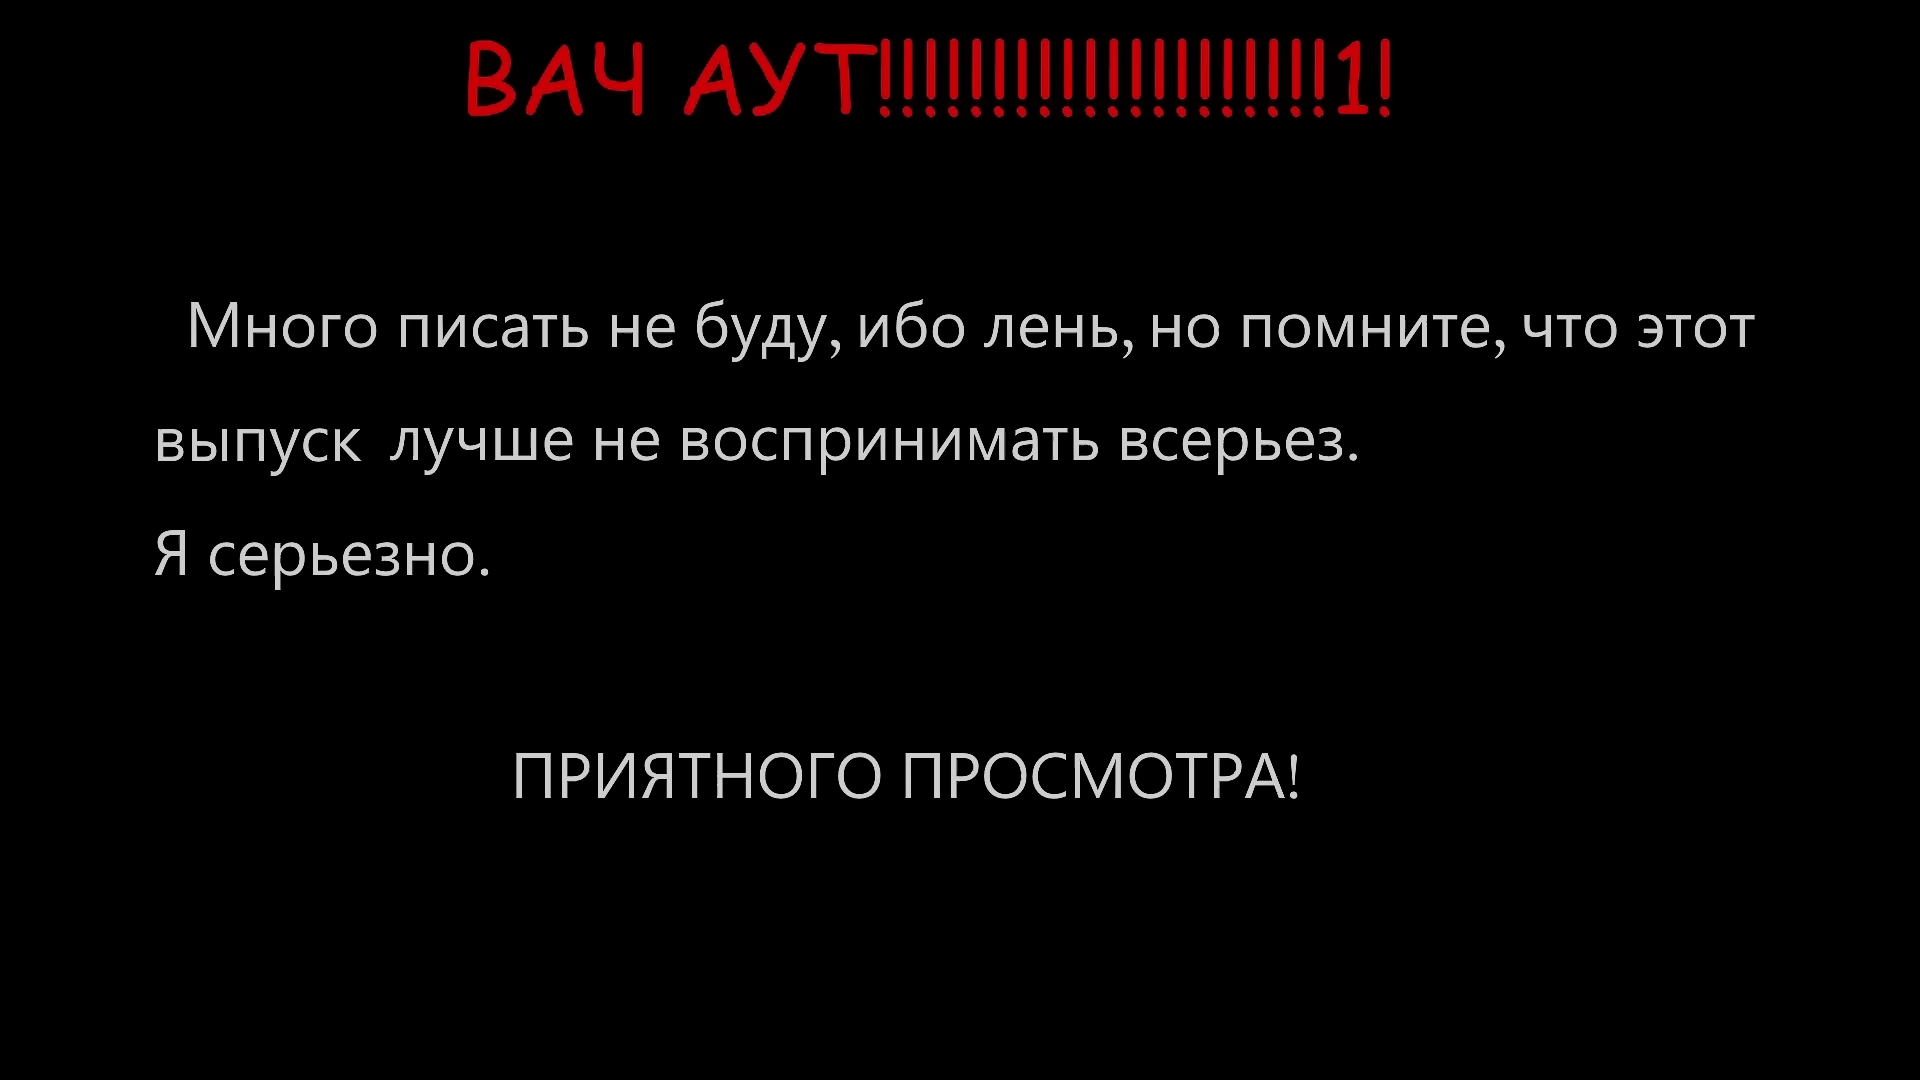 ВАЧ АУТ!!!!!!!!!!!!!!!!!!!!1!
Много писать не буду, ибо лень, но помните, что этот
выпуск лучше не воспринимать всерьез.
Я серьезно.
ПРИЯТНОГО ПРОСМОТРА!